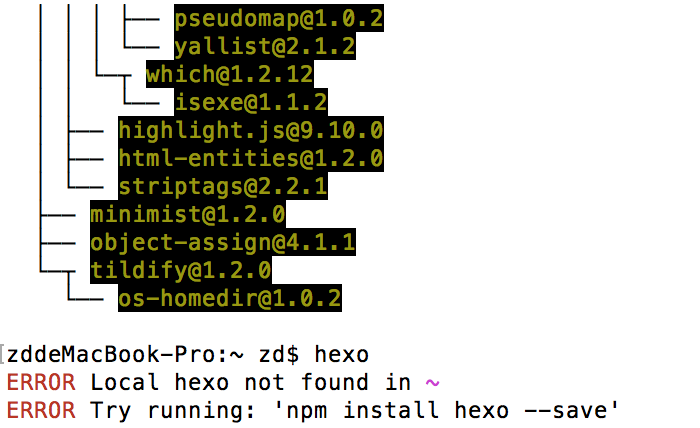 pseudomap@1.0.2
yallist@2.1.2
which@1.2.12
isexe@1.1.2
highlight.js@9.10.0
html-entities@1.2.0
striptags@2.2.1
minimist@1.2.0
object-assign@4.1.1
tildify@1.2.0
os-homedir@1.0.2
[zddeMacBook-Pro:~ zd$ hexo
ERROR Local hexo not found in ~
ERROR Try running: 'npm install hexo --save'